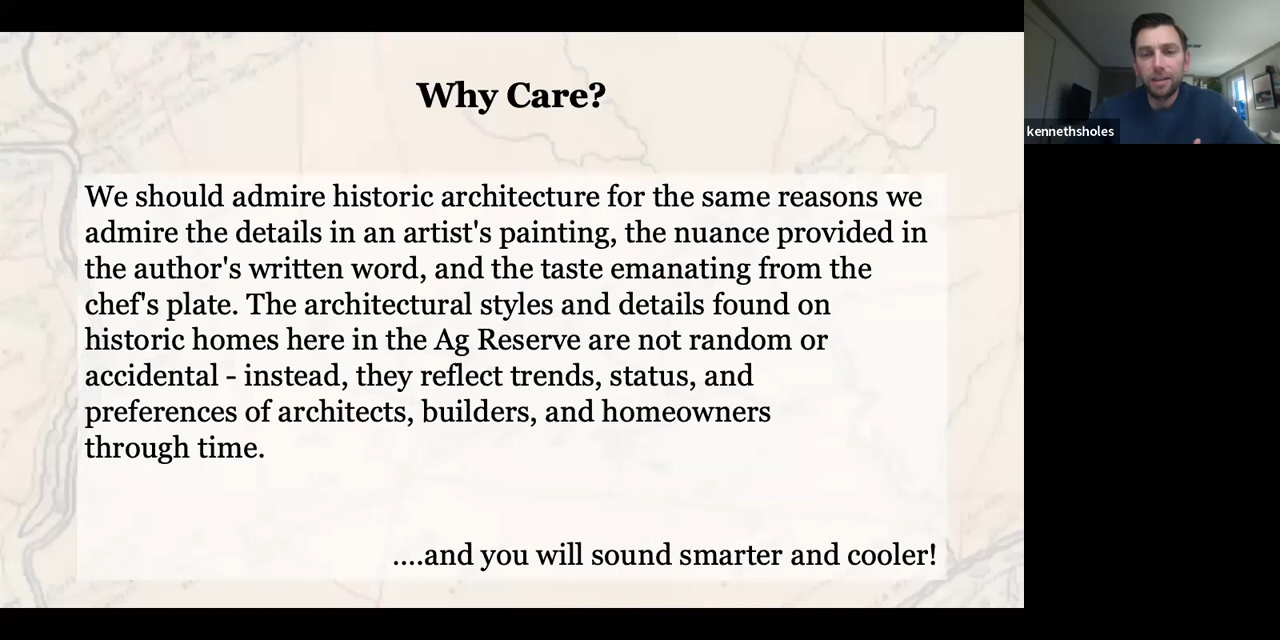 Why Care?
We should admire historic architecture for the same reasons we
admire the details in an artist's painting, the nuance provided in
the author's written word, and the taste emanating from the
chef's plate. The architectural styles and details found on
historic homes here in the Ag Reserve are not random or
accidental - instead, they reflect trends, status, and
preferences of architects, builders, and homeowners
through time.
....and you will sound smarter and cooler!
kennethsholes